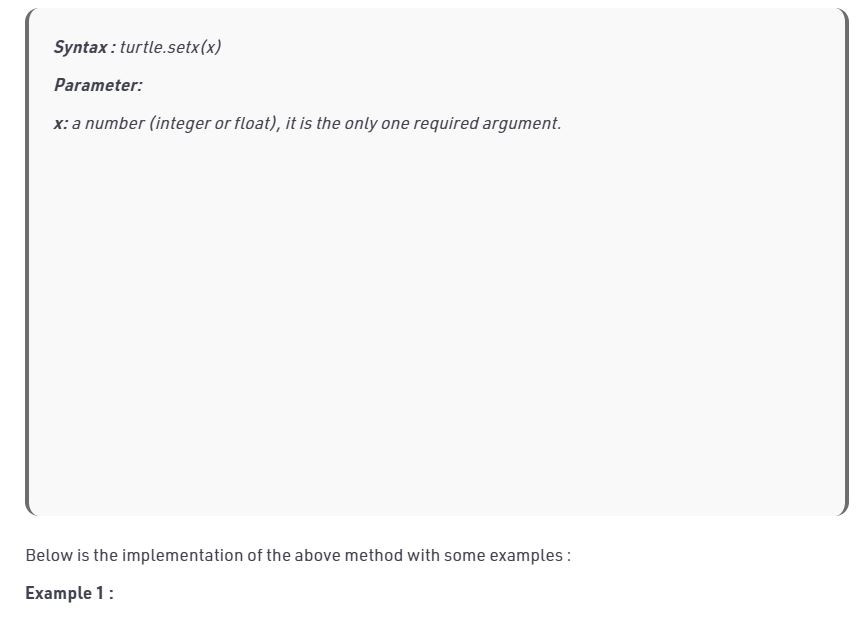 Syntax : turtle.setx(x)
Parameter:
x: a number (integer or float), it is the only one required argument.
Below is the implementation of the above method with some examples :
Example 1 :